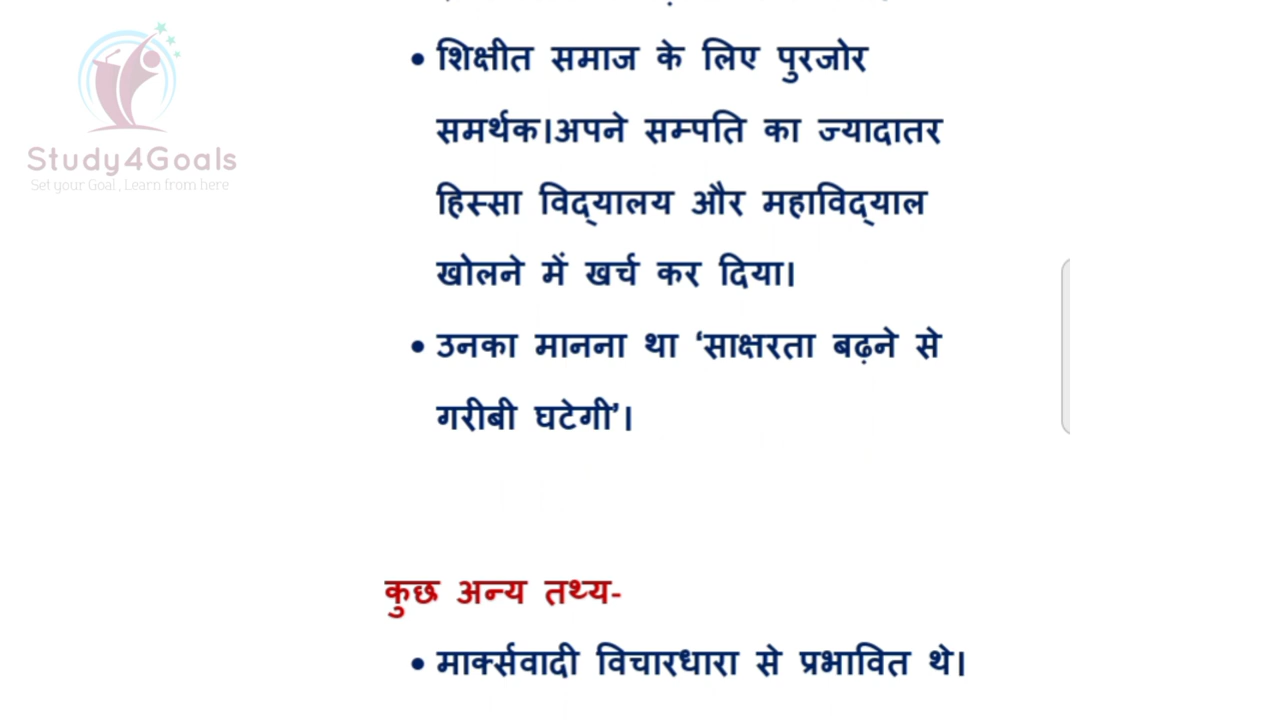 Study4Goals
Set your Goal, Learn from here
• शिक्षीत समाज के लिए पुरजोर
समर्थक।अपने सम्पति का ज्यादातर
हिस्सा विद्‌यालय और महाविद्‌याल
खोलने में खर्च कर दिया।
• उनका मानना था ‘साक्षरता बढ़ने से
गरीबी घटेगी’।
कुछ अन्य तथ्य-
• मार्क्सवादी विचारधारा से प्रभावित थे।